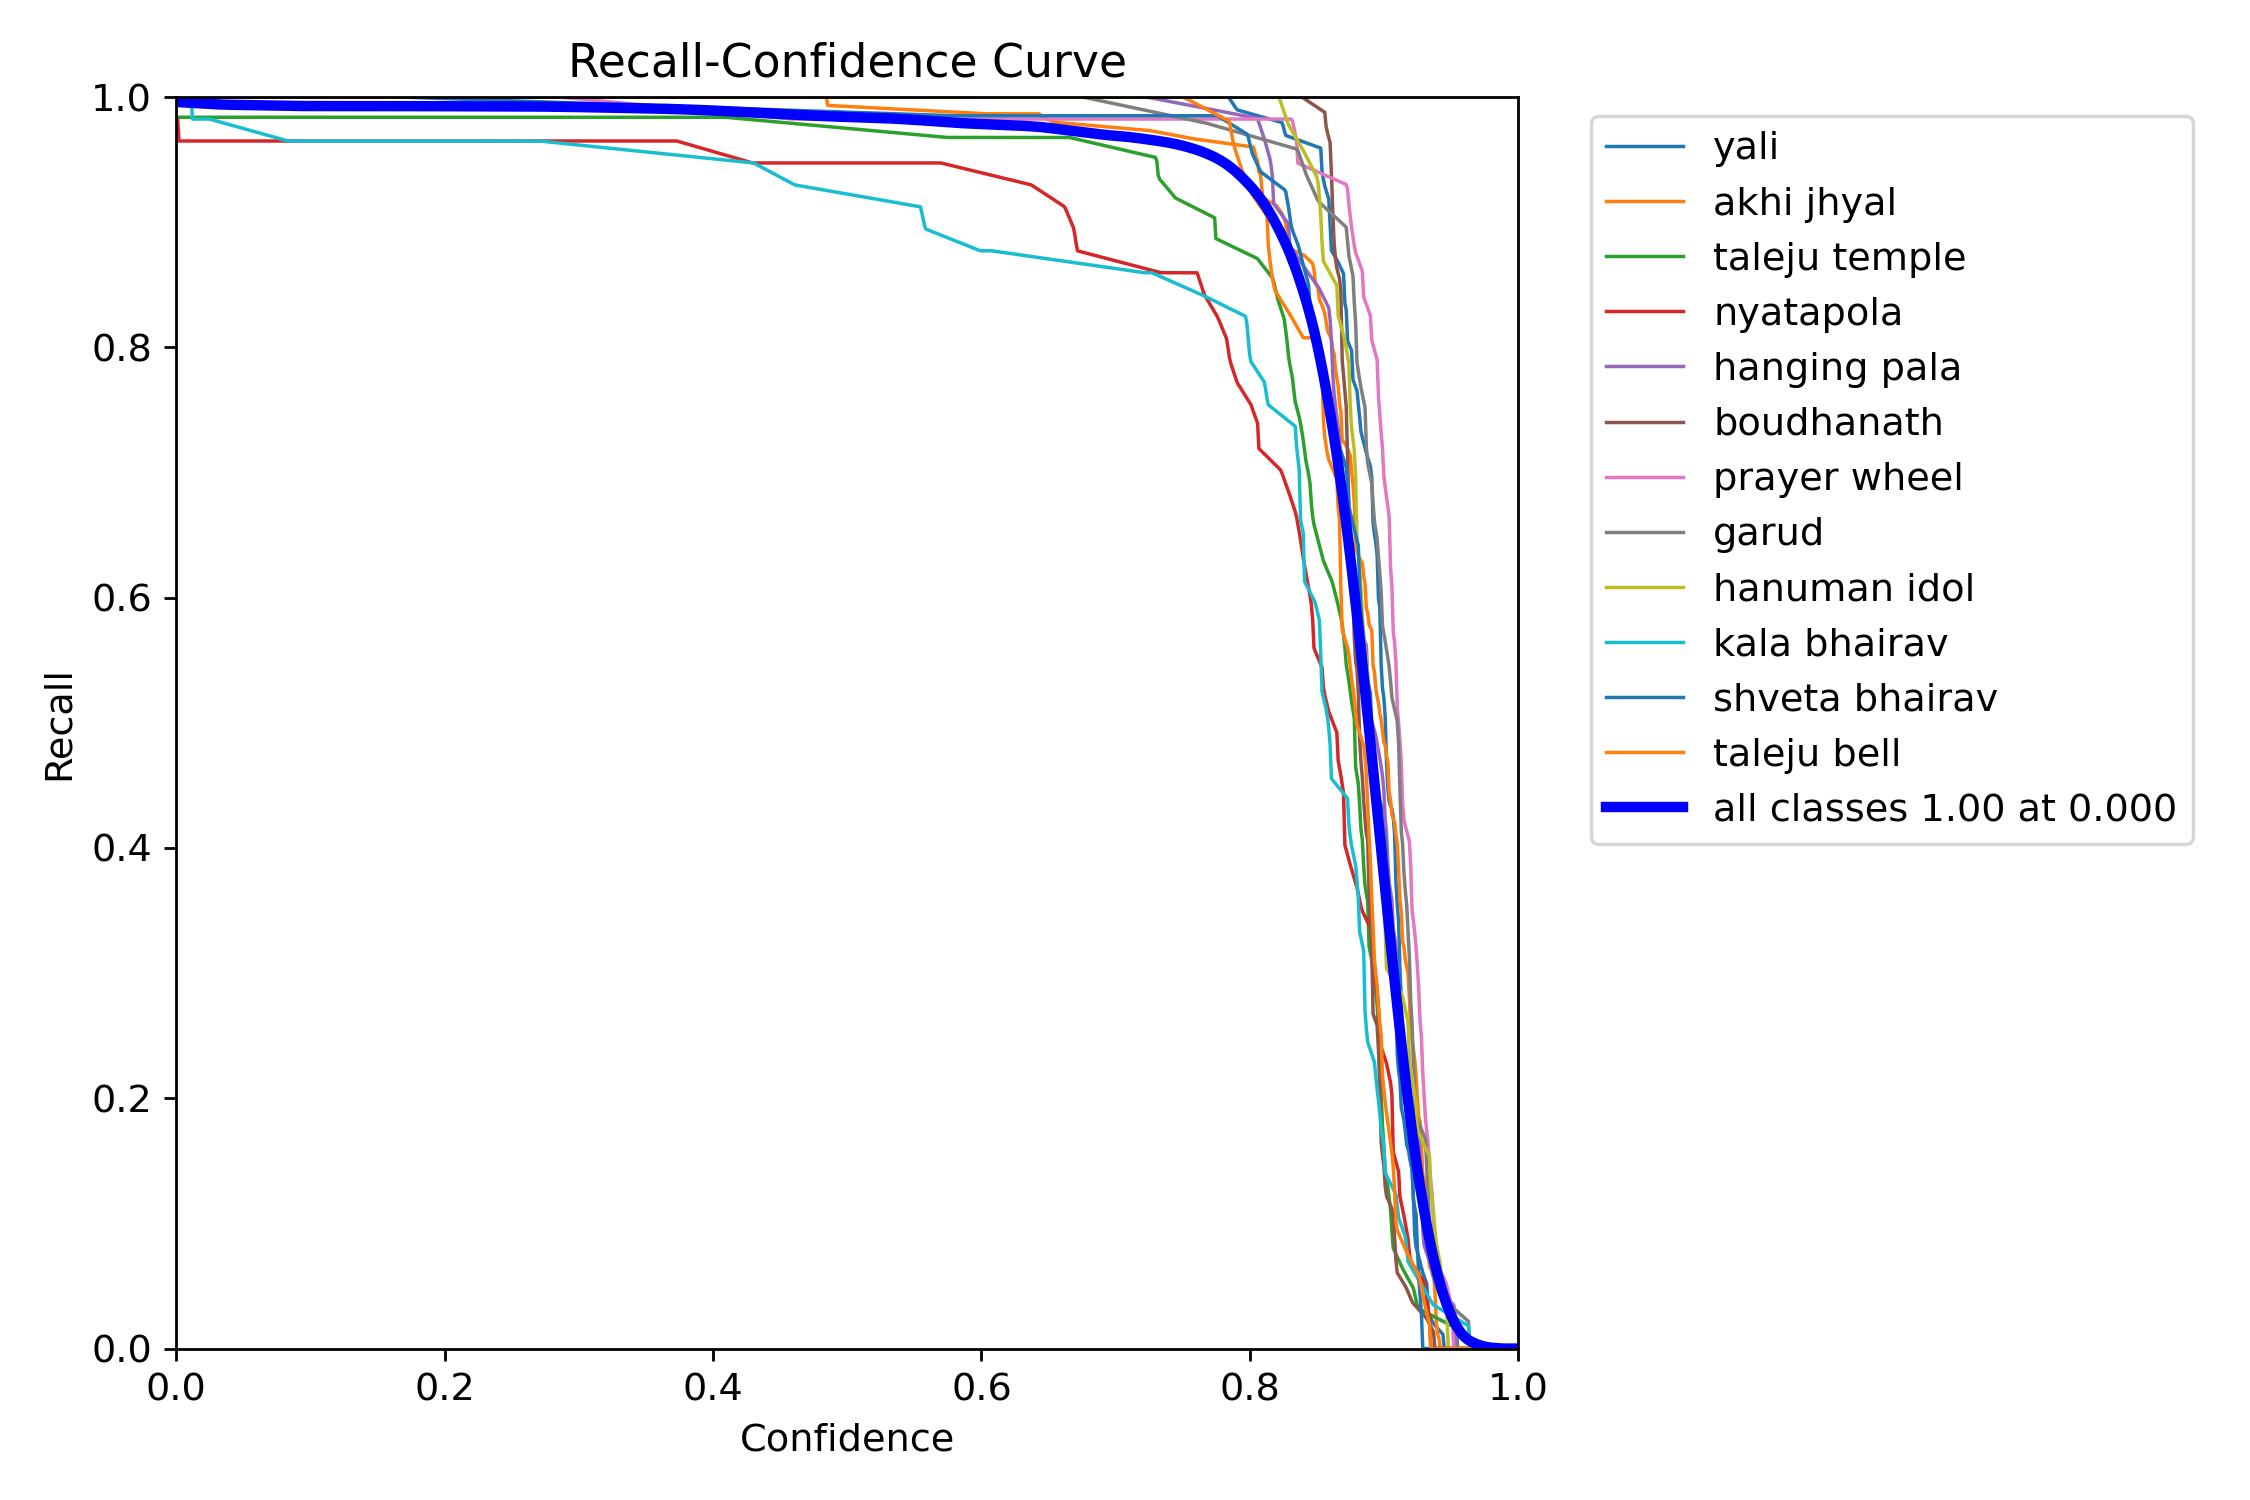 Recall-Confidence Curve
1.0
0.8
0.6
0.4
0.2
0.0
Recall
0.0 0.2 0.4 0.6 0.8 1.0
Confidence
yali
akhi jhyal
taleju temple
nyatapola
hanging pala
boudhanath
prayer wheel
garud
hanuman idol
kala bhairav
shveta bhairav
taleju bell
all classes 1.00 at 0.000